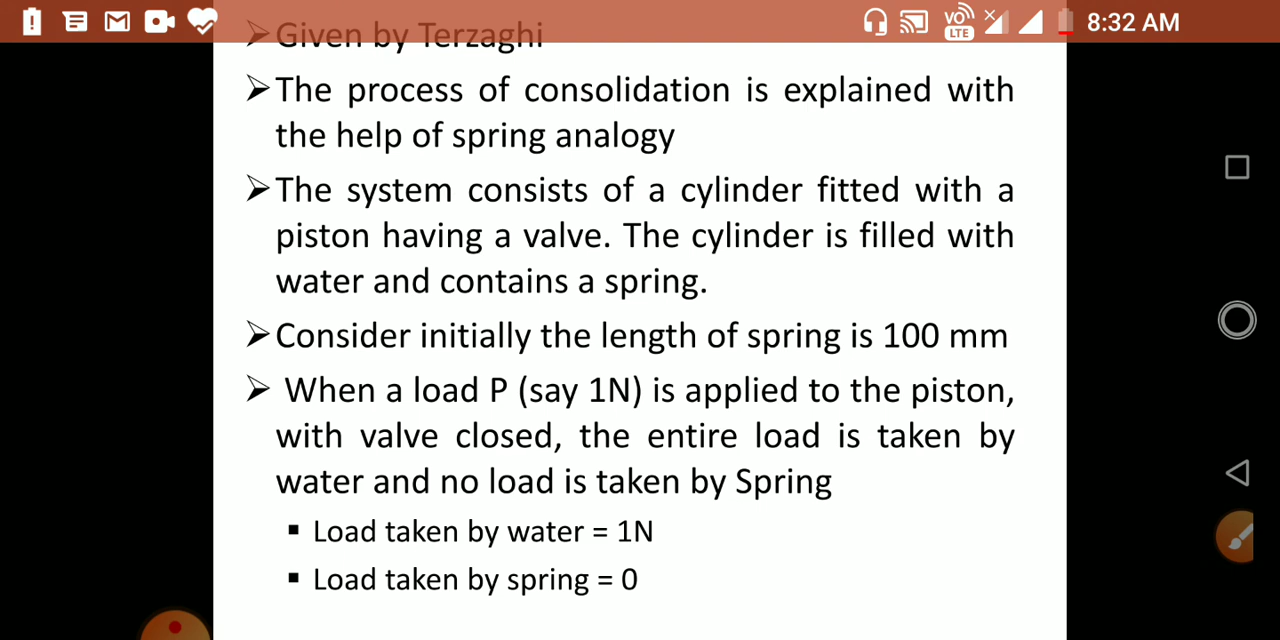 8:32 AM
VO
LTE
➢Given by Terzaghi
➢The process of consolidation is explained with
the help of spring analogy
➢The system consists of a cylinder fitted with a
piston having a valve. The cylinder is filled with
water and contains a spring.
➢Consider initially the length of spring is 100 mm
➢ When a load P (say 1N) is applied to the piston,
with valve closed, the entire load is taken by
water and no load is taken by Spring
▪ Load taken by water = 1N
▪ Load taken by spring = 0